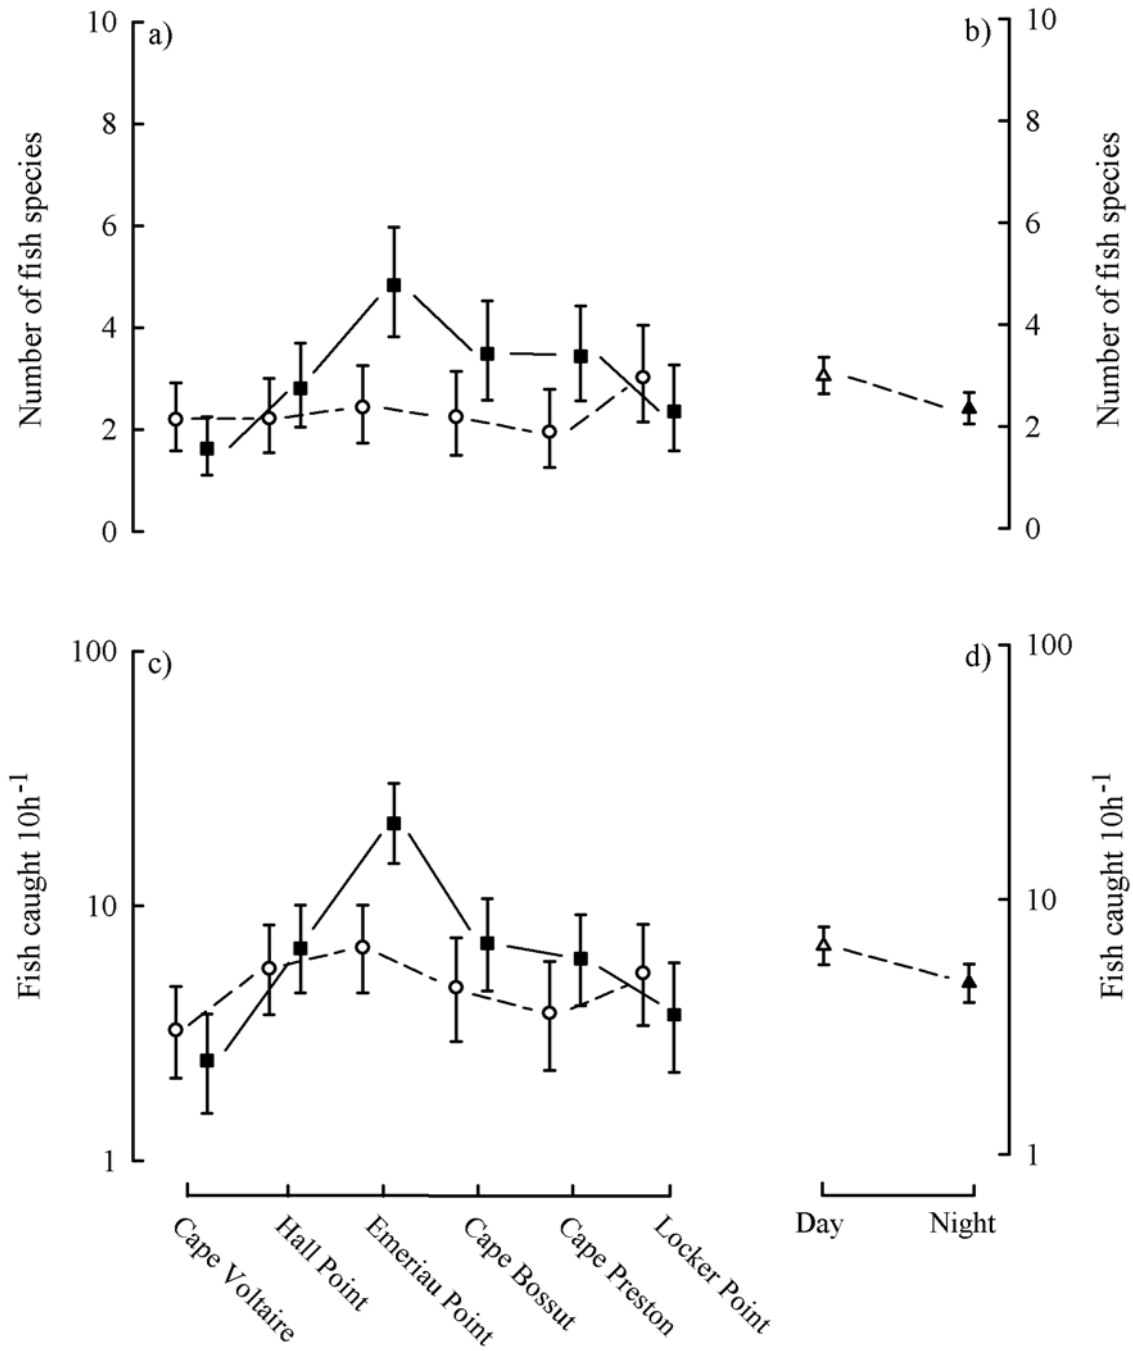 a)
b)
10
8
6
4
2
0
Number of fish species
10
8
6
4
2
0
Number of fish species
c)
d)
100
10
1
Fish caught 10h-1
100
10
1
Fish caught 10h-1
Cape Voltaire
Hall Point
Emeriau Point
Cape Bossut
Cape Preston
Locker Point
Day
Night